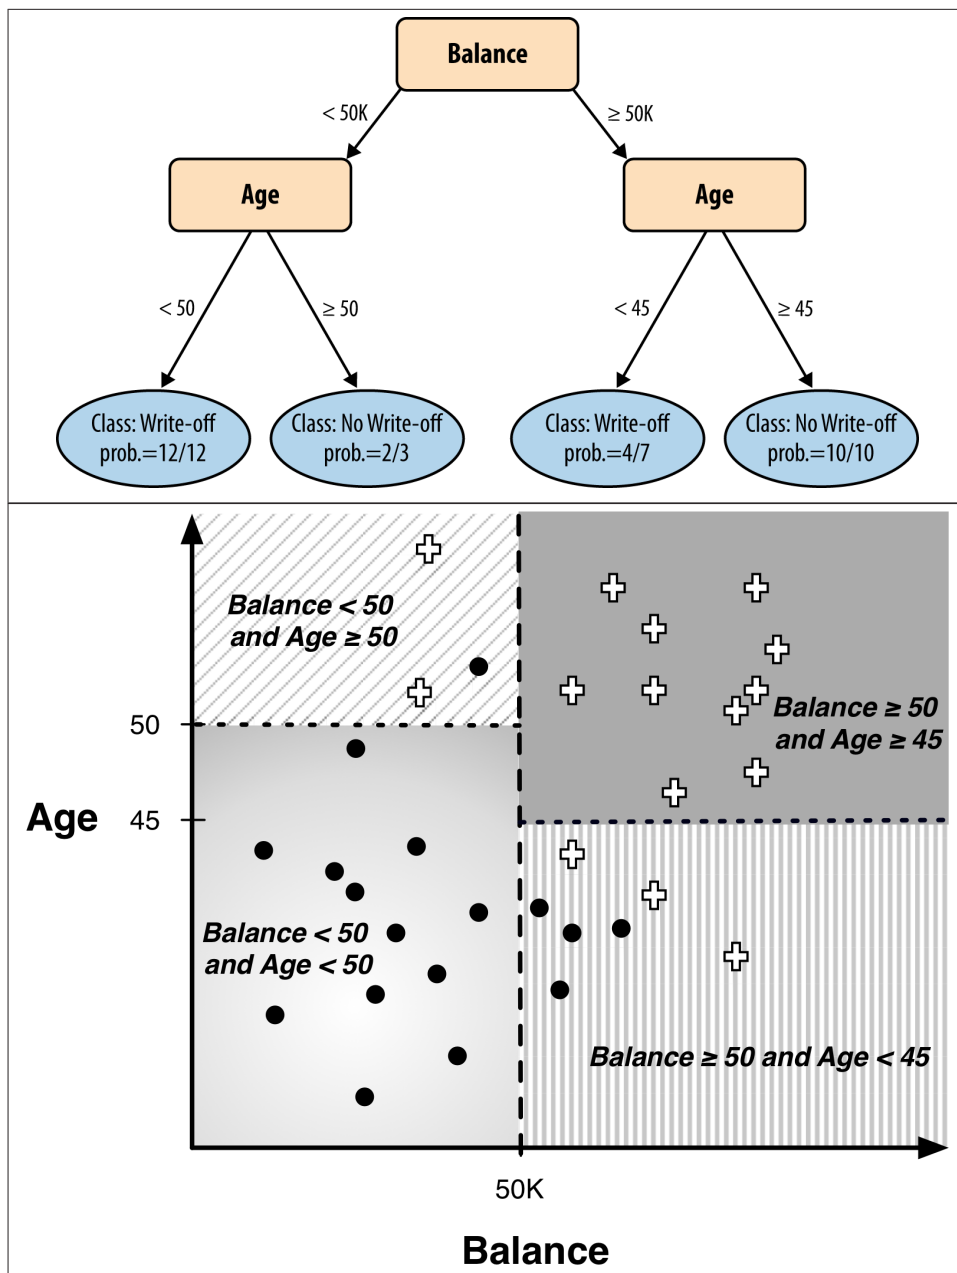 Balance
< 50K
≥ 50K
Age
Age
< 50
≥ 50
< 45
≥ 45
Class: Write-off
prob.=12/12
Class: No Write-off
prob.=2/3
Class: Write-off
prob.=4/7
Class: No Write-off
prob.=10/10
Balance < 50
and Age ≥ 50
Balance ≥ 50
and Age ≥ 45
50
Age
45
Balance < 50
and Age < 50
Balance ≥ 50 and Age < 45
50K
Balance